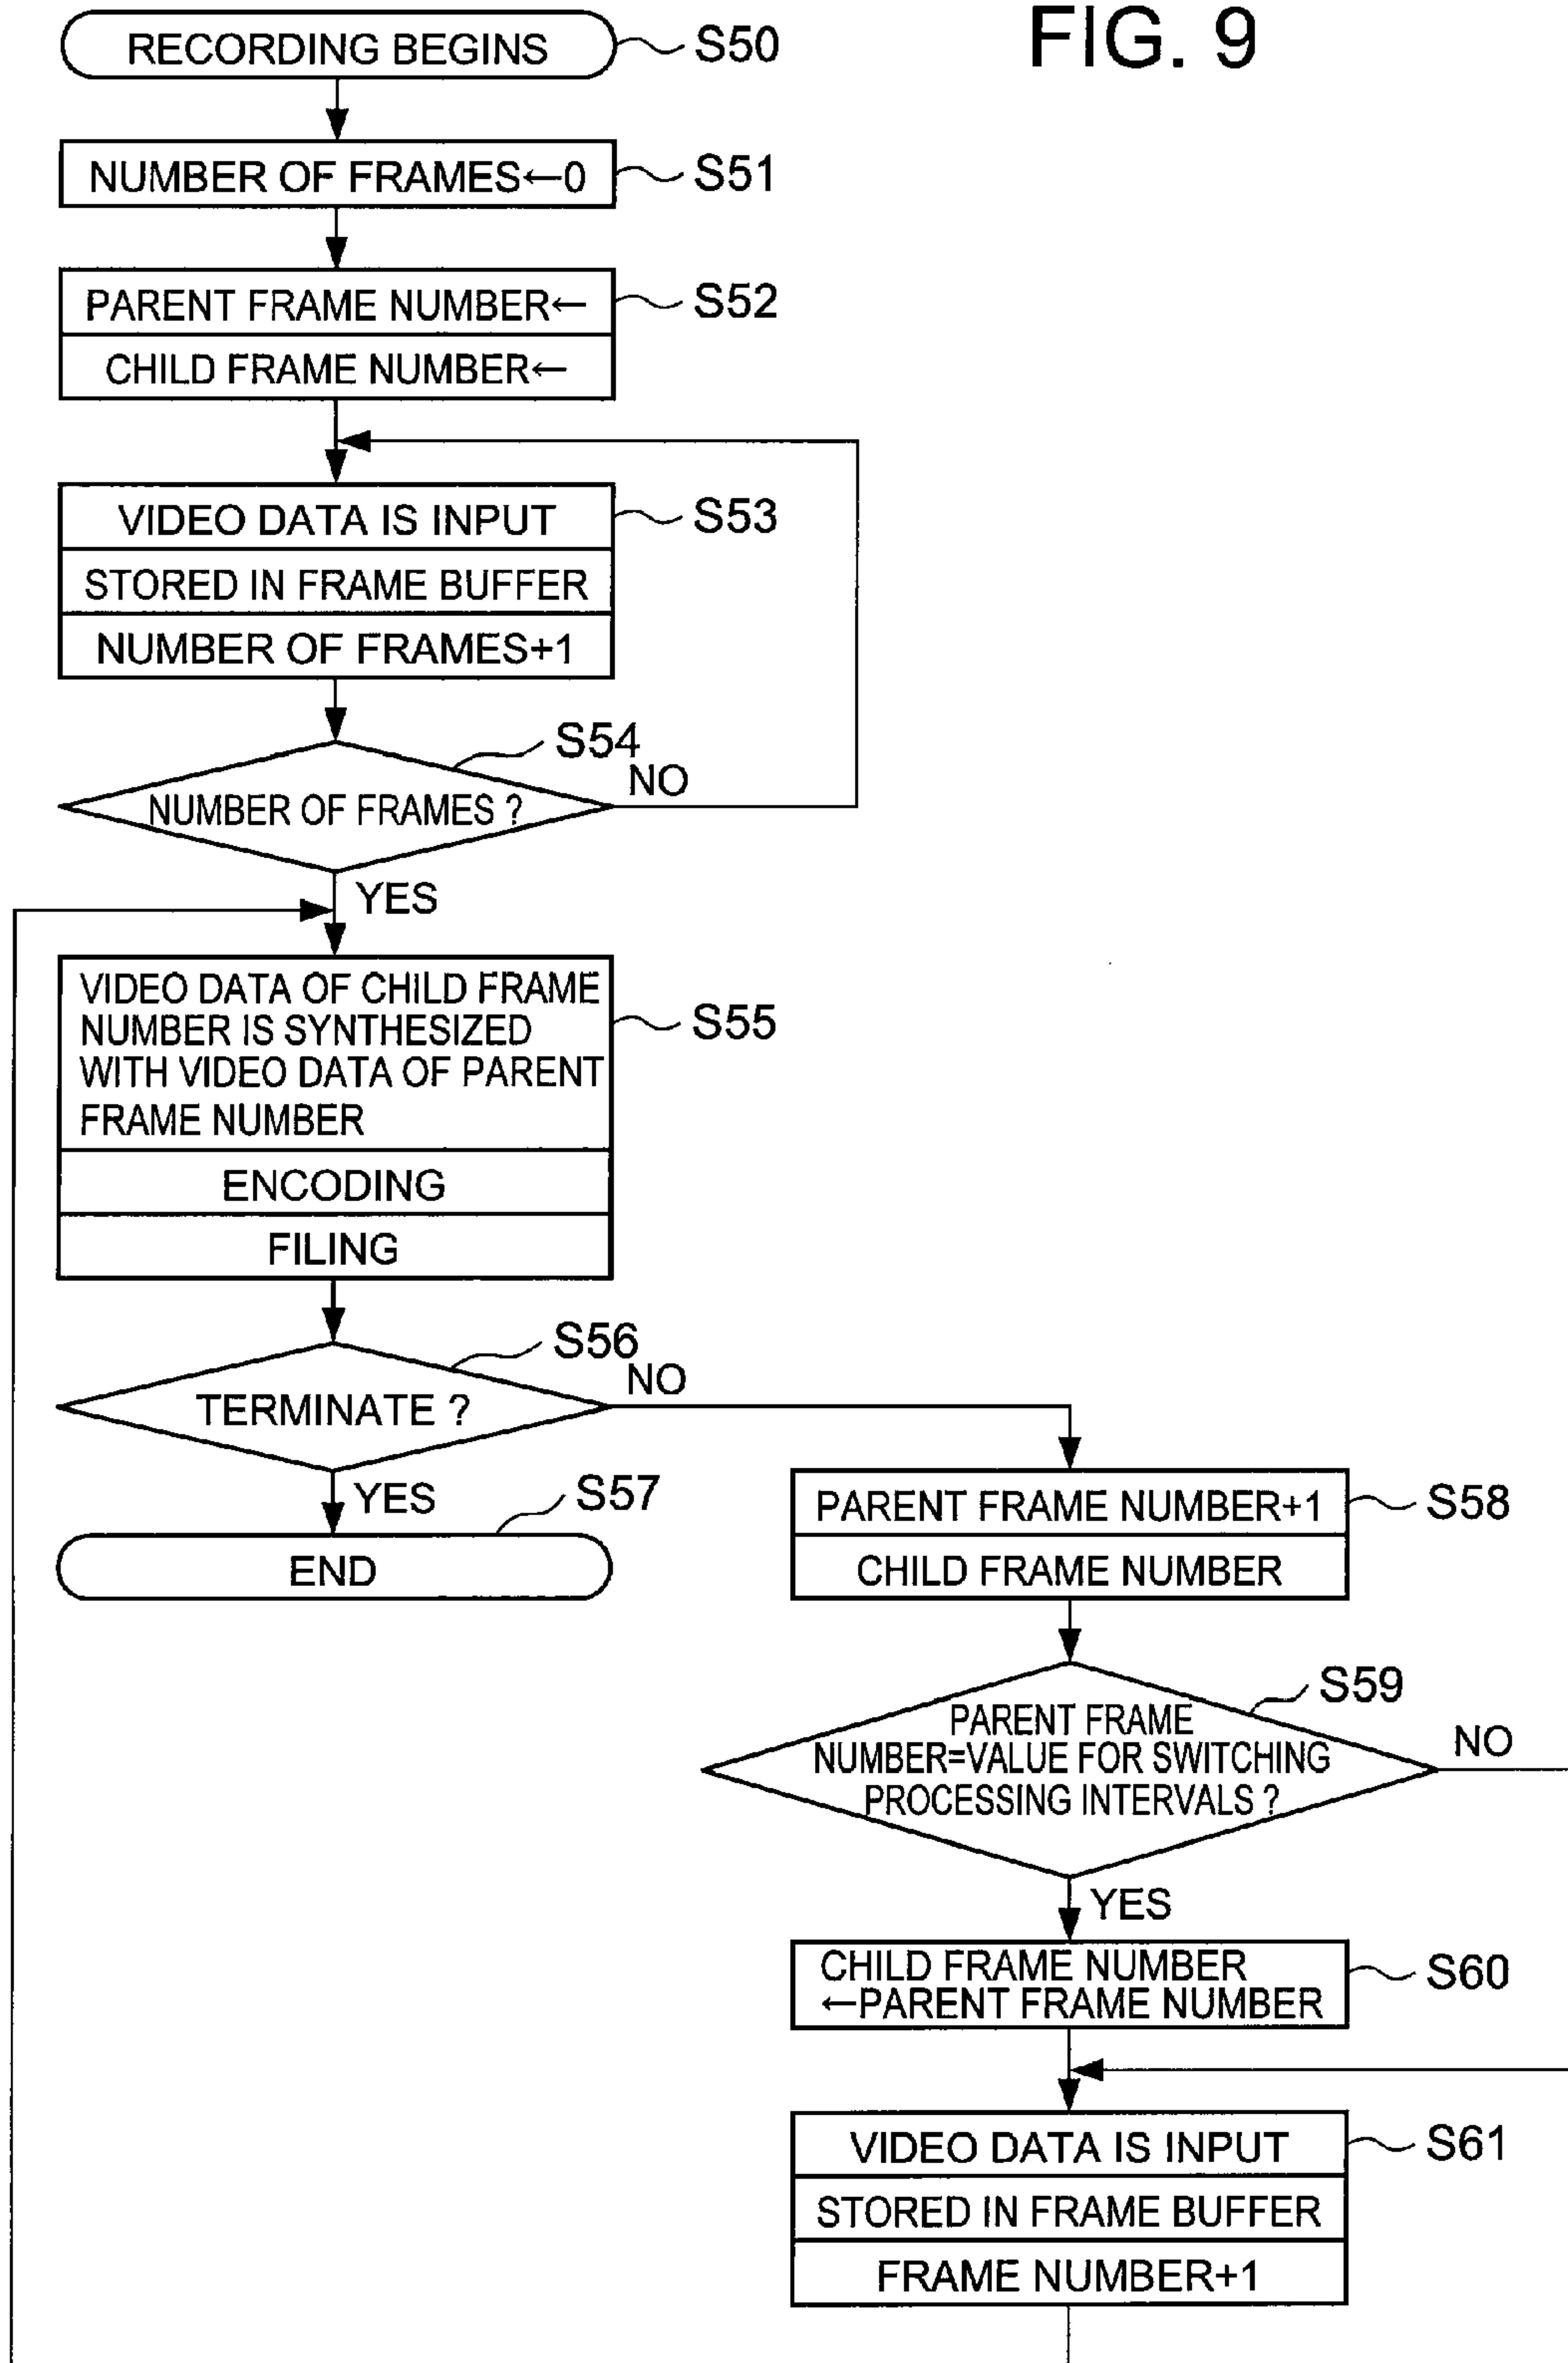 FIG. 9
RECORDING BEGINS
S50
NUMBER OF FRAMES←0
S51
PARENT FRAME NUMBER←
S52
CHILD FRAME NUMBER←
VIDEO DATA IS INPUT
S53
STORED IN FRAME BUFFER
NUMBER OF FRAMES+1
S54
NO
NUMBER OF FRAMES ?
YES
VIDEO DATA OF CHILD FRAME
NUMBER IS SYNTHESIZED
S55
WITH VIDEO DATA OF PARENT
FRAME NUMBER
ENCODING
FILING
S56
NO
TERMINATE ?
YES
S57
END
PARENT FRAME NUMBER+1
S58
CHILD FRAME NUMBER
S59
PARENT FRAME
NUMBER=VALUE FOR SWITCHING
PROCESSING INTERVALS ?
NO
YES
CHILD FRAME NUMBER
←PARENT FRAME NUMBER
S60
VIDEO DATA IS INPUT
S61
STORED IN FRAME BUFFER
FRAME NUMBER+1